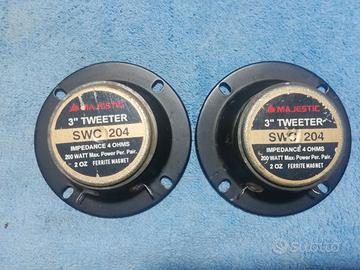 MAJESTIC
3" TWEETER
SWC 204
IMPEDANCE 4 OHMS
200 WATT Max. Power Per. Pair.
2 OZ FERRITE MAGNET
MAJESTIC
3" TWEETER
SWC 204
IMPEDANCE 4 OHMS
200 WATT Max. Power Per. Pair.
2 OZ FERRITE MAGNET
subito